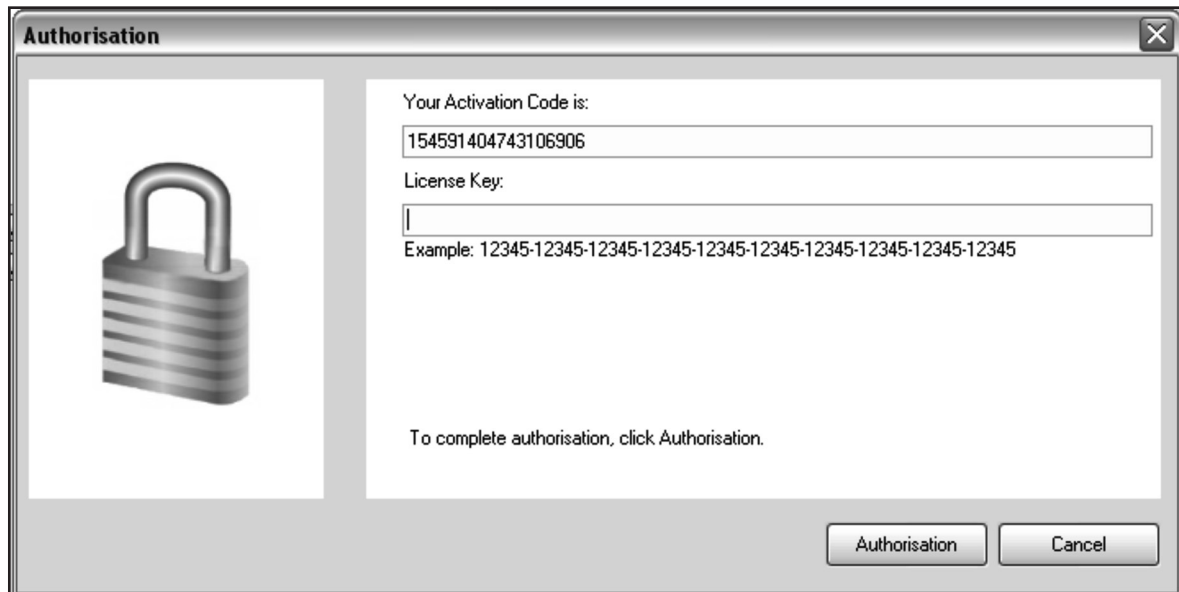 Authorisation
Your Activation Code is:
154591404743106906
License Key:
Example: 12345-12345-12345-12345-12345-12345-12345-12345-12345-12345
To complete authorisation, click Authorisation.
Authorisation
Cancel